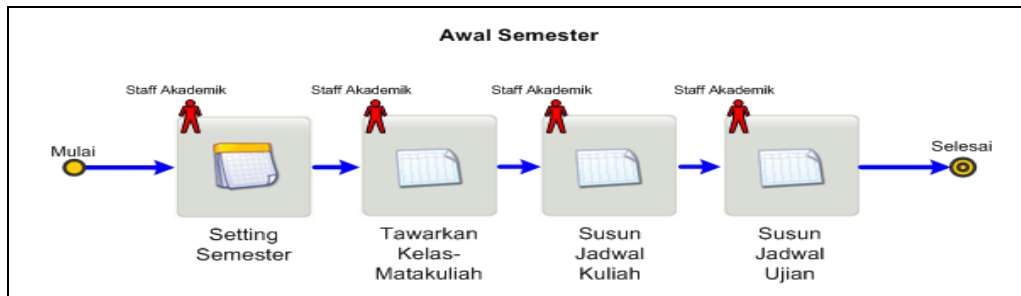 Awal Semester
Staff Akademik
Staff Akademik
Staff Akademik
Staff Akademik
Mulai
Selesai
Setting
Semester
Tawarkan
Kelas-
Matakuliah
Susun
Jadwal
Kuliah
Susun
Jadwal
Ujian